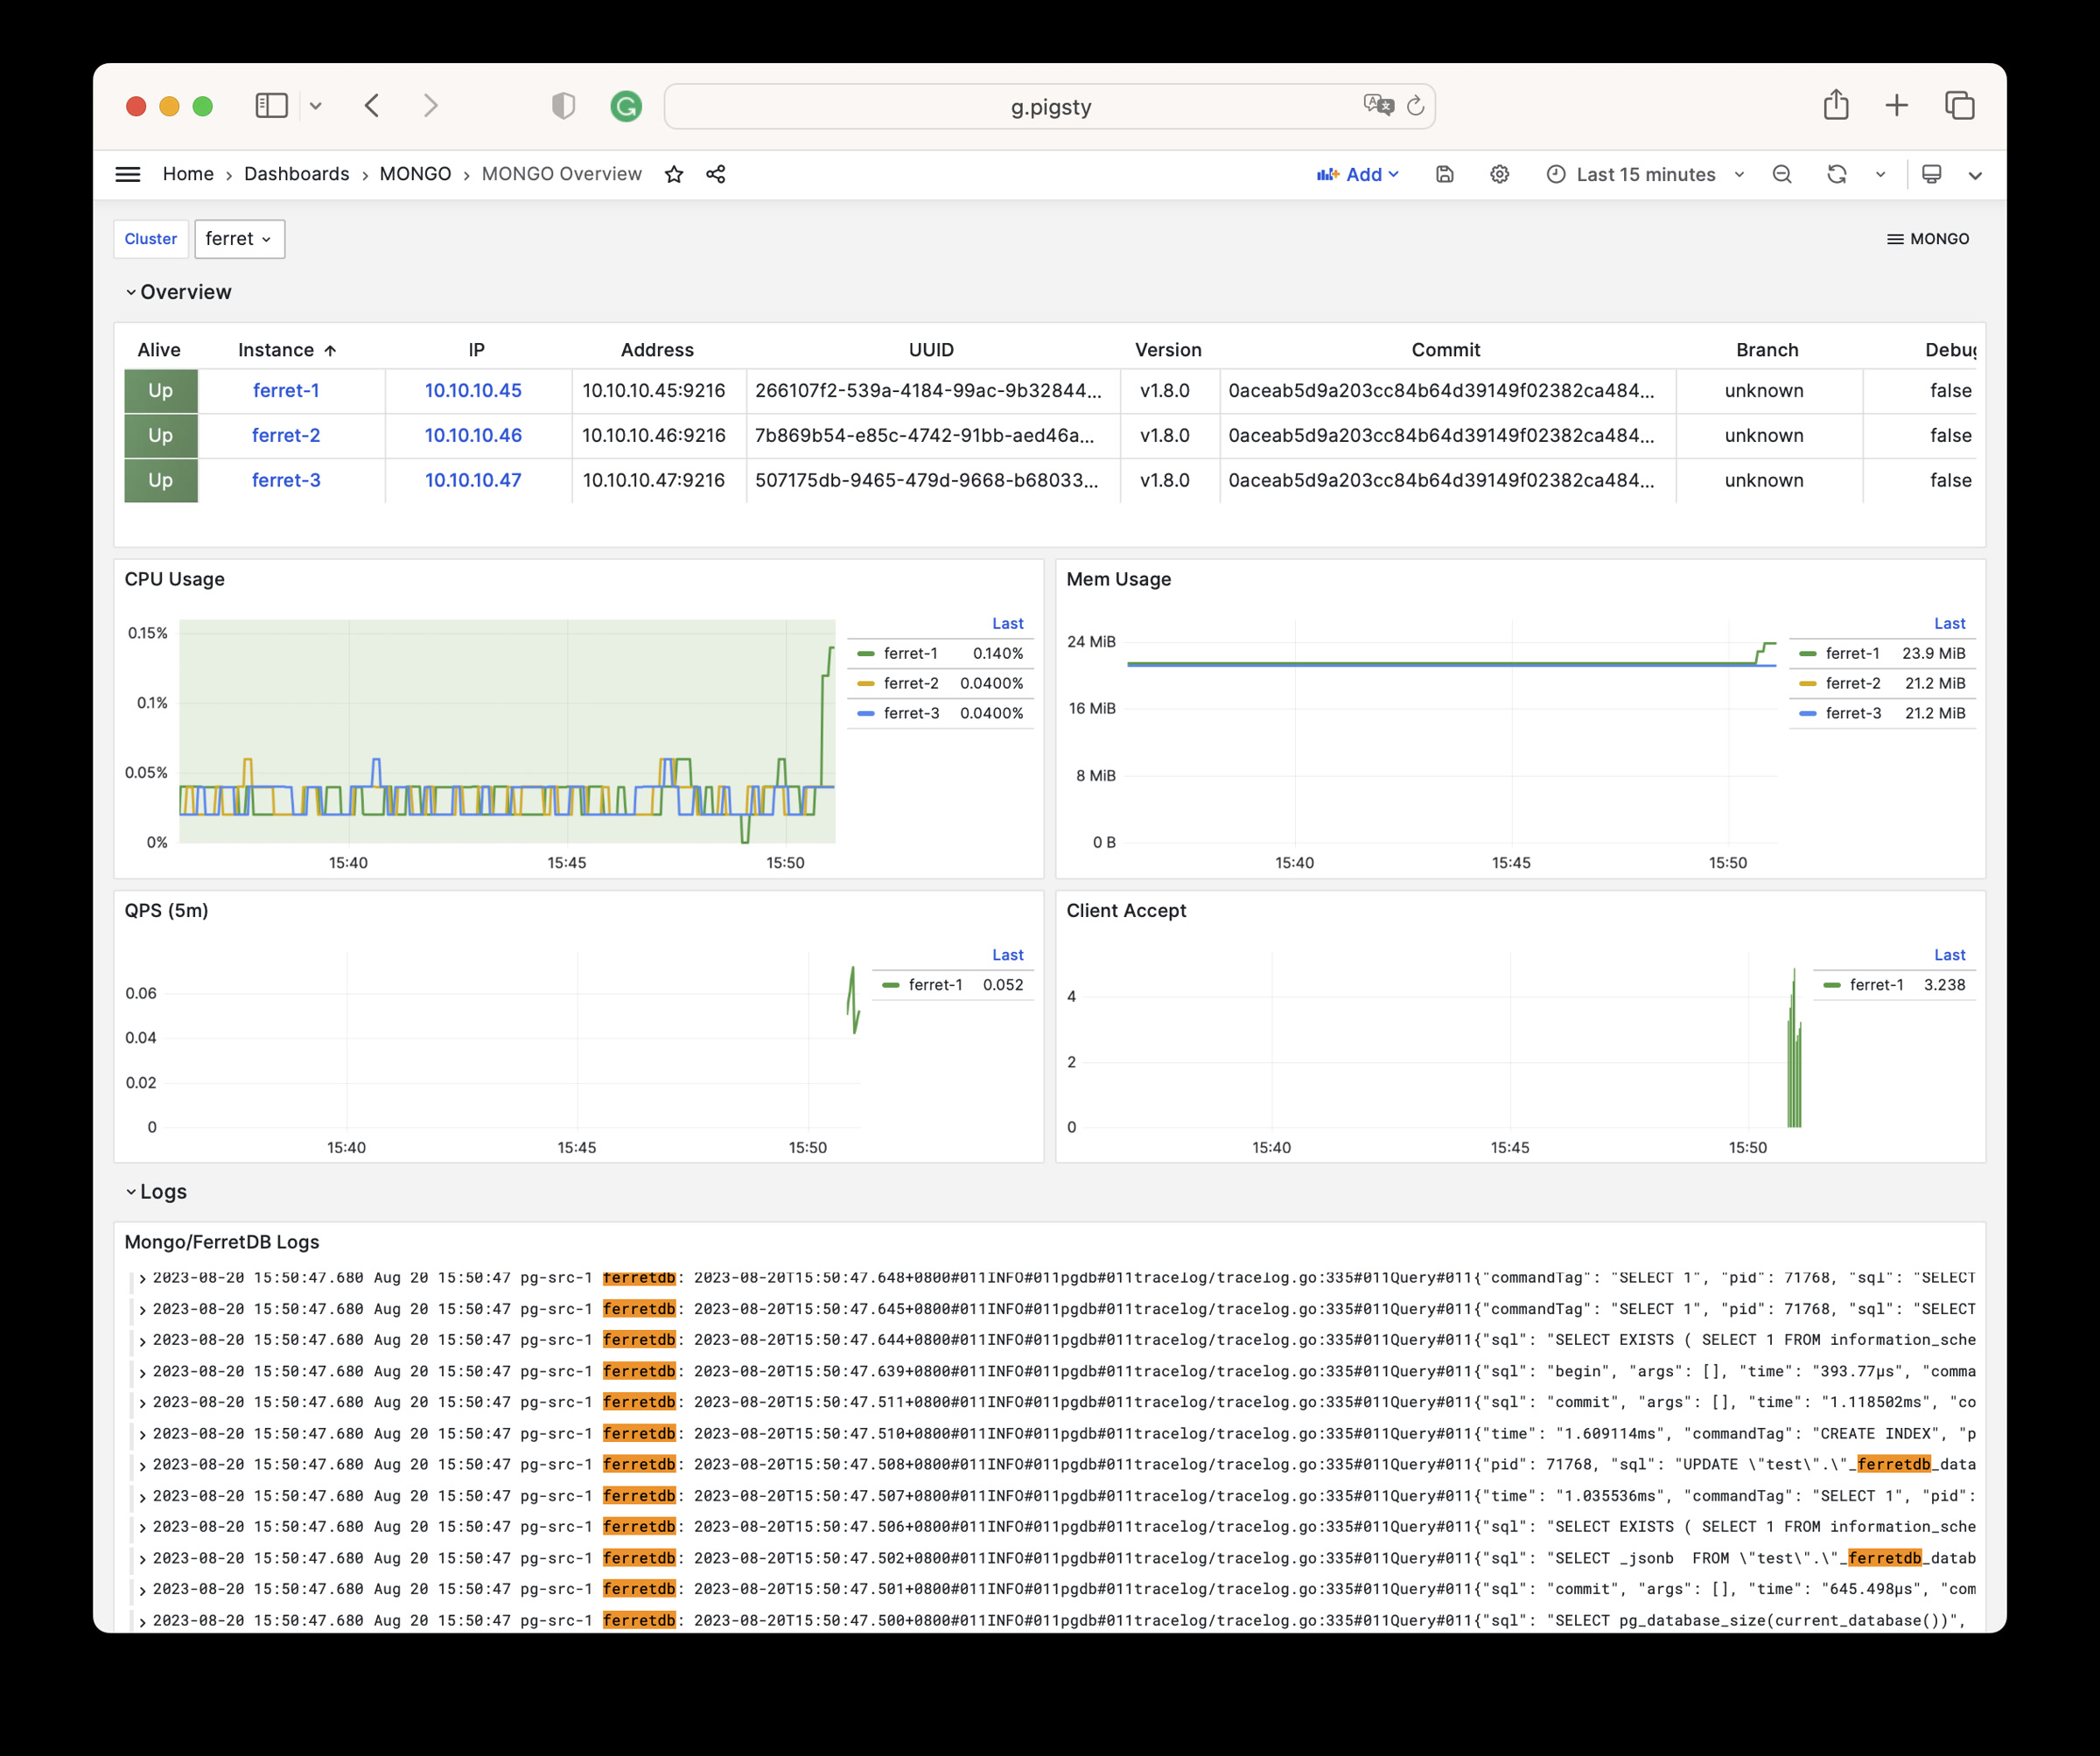 g.pigsty
Home › Dashboards › MONGO › MONGO Overview
Add
Last 15 minutes
Cluster
ferret
MONGO
Overview
Alive Instance IP Address UUID Version Commit Branch Debug
Up ferret-1 10.10.10.45 10.10.10.45:9216 266107f2-539a-4184-99ac-9b32844... v1.8.0 0aceab5d9a203cc84b64d39149f02382ca484... unknown false
Up ferret-2 10.10.10.46 10.10.10.46:9216 7b869b54-e85c-4742-91bb-aed46a... v1.8.0 0aceab5d9a203cc84b64d39149f02382ca484... unknown false
Up ferret-3 10.10.10.47 10.10.10.47:9216 507175db-9465-479d-9668-b68033... v1.8.0 0aceab5d9a203cc84b64d39149f02382ca484... unknown false
CPU Usage
0.15%
0.1%
0.05%
0%
15:40 15:45 15:50
Last
ferret-1 0.140%
ferret-2 0.0400%
ferret-3 0.0400%
Mem Usage
24 MiB
16 MiB
8 MiB
0 B
15:40 15:45 15:50
Last
ferret-1 23.9 MiB
ferret-2 21.2 MiB
ferret-3 21.2 MiB
QPS (5m)
0.06
0.04
0.02
0
15:40 15:45 15:50
Last
ferret-1 0.052
Client Accept
4
2
0
15:40 15:45 15:50
Last
ferret-1 3.238
Logs
Mongo/FerretDB Logs
2023-08-20 15:50:47.680 Aug 20 15:50:47 pg-src-1 ferretdb: 2023-08-20T15:50:47.648+0800#011INFO#011pgdb#011tracelog/tracelog.go:335#011Query#011{"commandTag": "SELECT 1", "pid": 71768, "sql": "SELECT
2023-08-20 15:50:47.680 Aug 20 15:50:47 pg-src-1 ferretdb: 2023-08-20T15:50:47.645+0800#011INFO#011pgdb#011tracelog/tracelog.go:335#011Query#011{"commandTag": "SELECT 1", "pid": 71768, "sql": "SELECT
2023-08-20 15:50:47.680 Aug 20 15:50:47 pg-src-1 ferretdb: 2023-08-20T15:50:47.644+0800#011INFO#011pgdb#011tracelog/tracelog.go:335#011Query#011{"sql": "SELECT EXISTS ( SELECT 1 FROM information_sche
2023-08-20 15:50:47.680 Aug 20 15:50:47 pg-src-1 ferretdb: 2023-08-20T15:50:47.639+0800#011INFO#011pgdb#011tracelog/tracelog.go:335#011Query#011{"sql": "begin", "args": [], "time": "393.77µs", "comma
2023-08-20 15:50:47.680 Aug 20 15:50:47 pg-src-1 ferretdb: 2023-08-20T15:50:47.511+0800#011INFO#011pgdb#011tracelog/tracelog.go:335#011Query#011{"sql": "commit", "args": [], "time": "1.118502ms", "co
2023-08-20 15:50:47.680 Aug 20 15:50:47 pg-src-1 ferretdb: 2023-08-20T15:50:47.510+0800#011INFO#011pgdb#011tracelog/tracelog.go:335#011Query#011{"time": "1.609114ms", "commandTag": "CREATE INDEX", "p
2023-08-20 15:50:47.680 Aug 20 15:50:47 pg-src-1 ferretdb: 2023-08-20T15:50:47.508+0800#011INFO#011pgdb#011tracelog/tracelog.go:335#011Query#011{"pid": 71768, "sql": "UPDATE \"test\".\"_ferretdb_data
2023-08-20 15:50:47.680 Aug 20 15:50:47 pg-src-1 ferretdb: 2023-08-20T15:50:47.507+0800#011INFO#011pgdb#011tracelog/tracelog.go:335#011Query#011{"time": "1.035536ms", "commandTag": "SELECT 1", "pid":
2023-08-20 15:50:47.680 Aug 20 15:50:47 pg-src-1 ferretdb: 2023-08-20T15:50:47.506+0800#011INFO#011pgdb#011tracelog/tracelog.go:335#011Query#011{"sql": "SELECT EXISTS ( SELECT 1 FROM information_sche
2023-08-20 15:50:47.680 Aug 20 15:50:47 pg-src-1 ferretdb: 2023-08-20T15:50:47.502+0800#011INFO#011pgdb#011tracelog/tracelog.go:335#011Query#011{"sql": "SELECT _jsonb  FROM \"test\".\"_ferretdb_datab
2023-08-20 15:50:47.680 Aug 20 15:50:47 pg-src-1 ferretdb: 2023-08-20T15:50:47.501+0800#011INFO#011pgdb#011tracelog/tracelog.go:335#011Query#011{"sql": "commit", "args": [], "time": "645.498µs", "com
2023-08-20 15:50:47.680 Aug 20 15:50:47 pg-src-1 ferretdb: 2023-08-20T15:50:47.500+0800#011INFO#011pgdb#011tracelog/tracelog.go:335#011Query#011{"sql": "SELECT pg_database_size(current_database())",